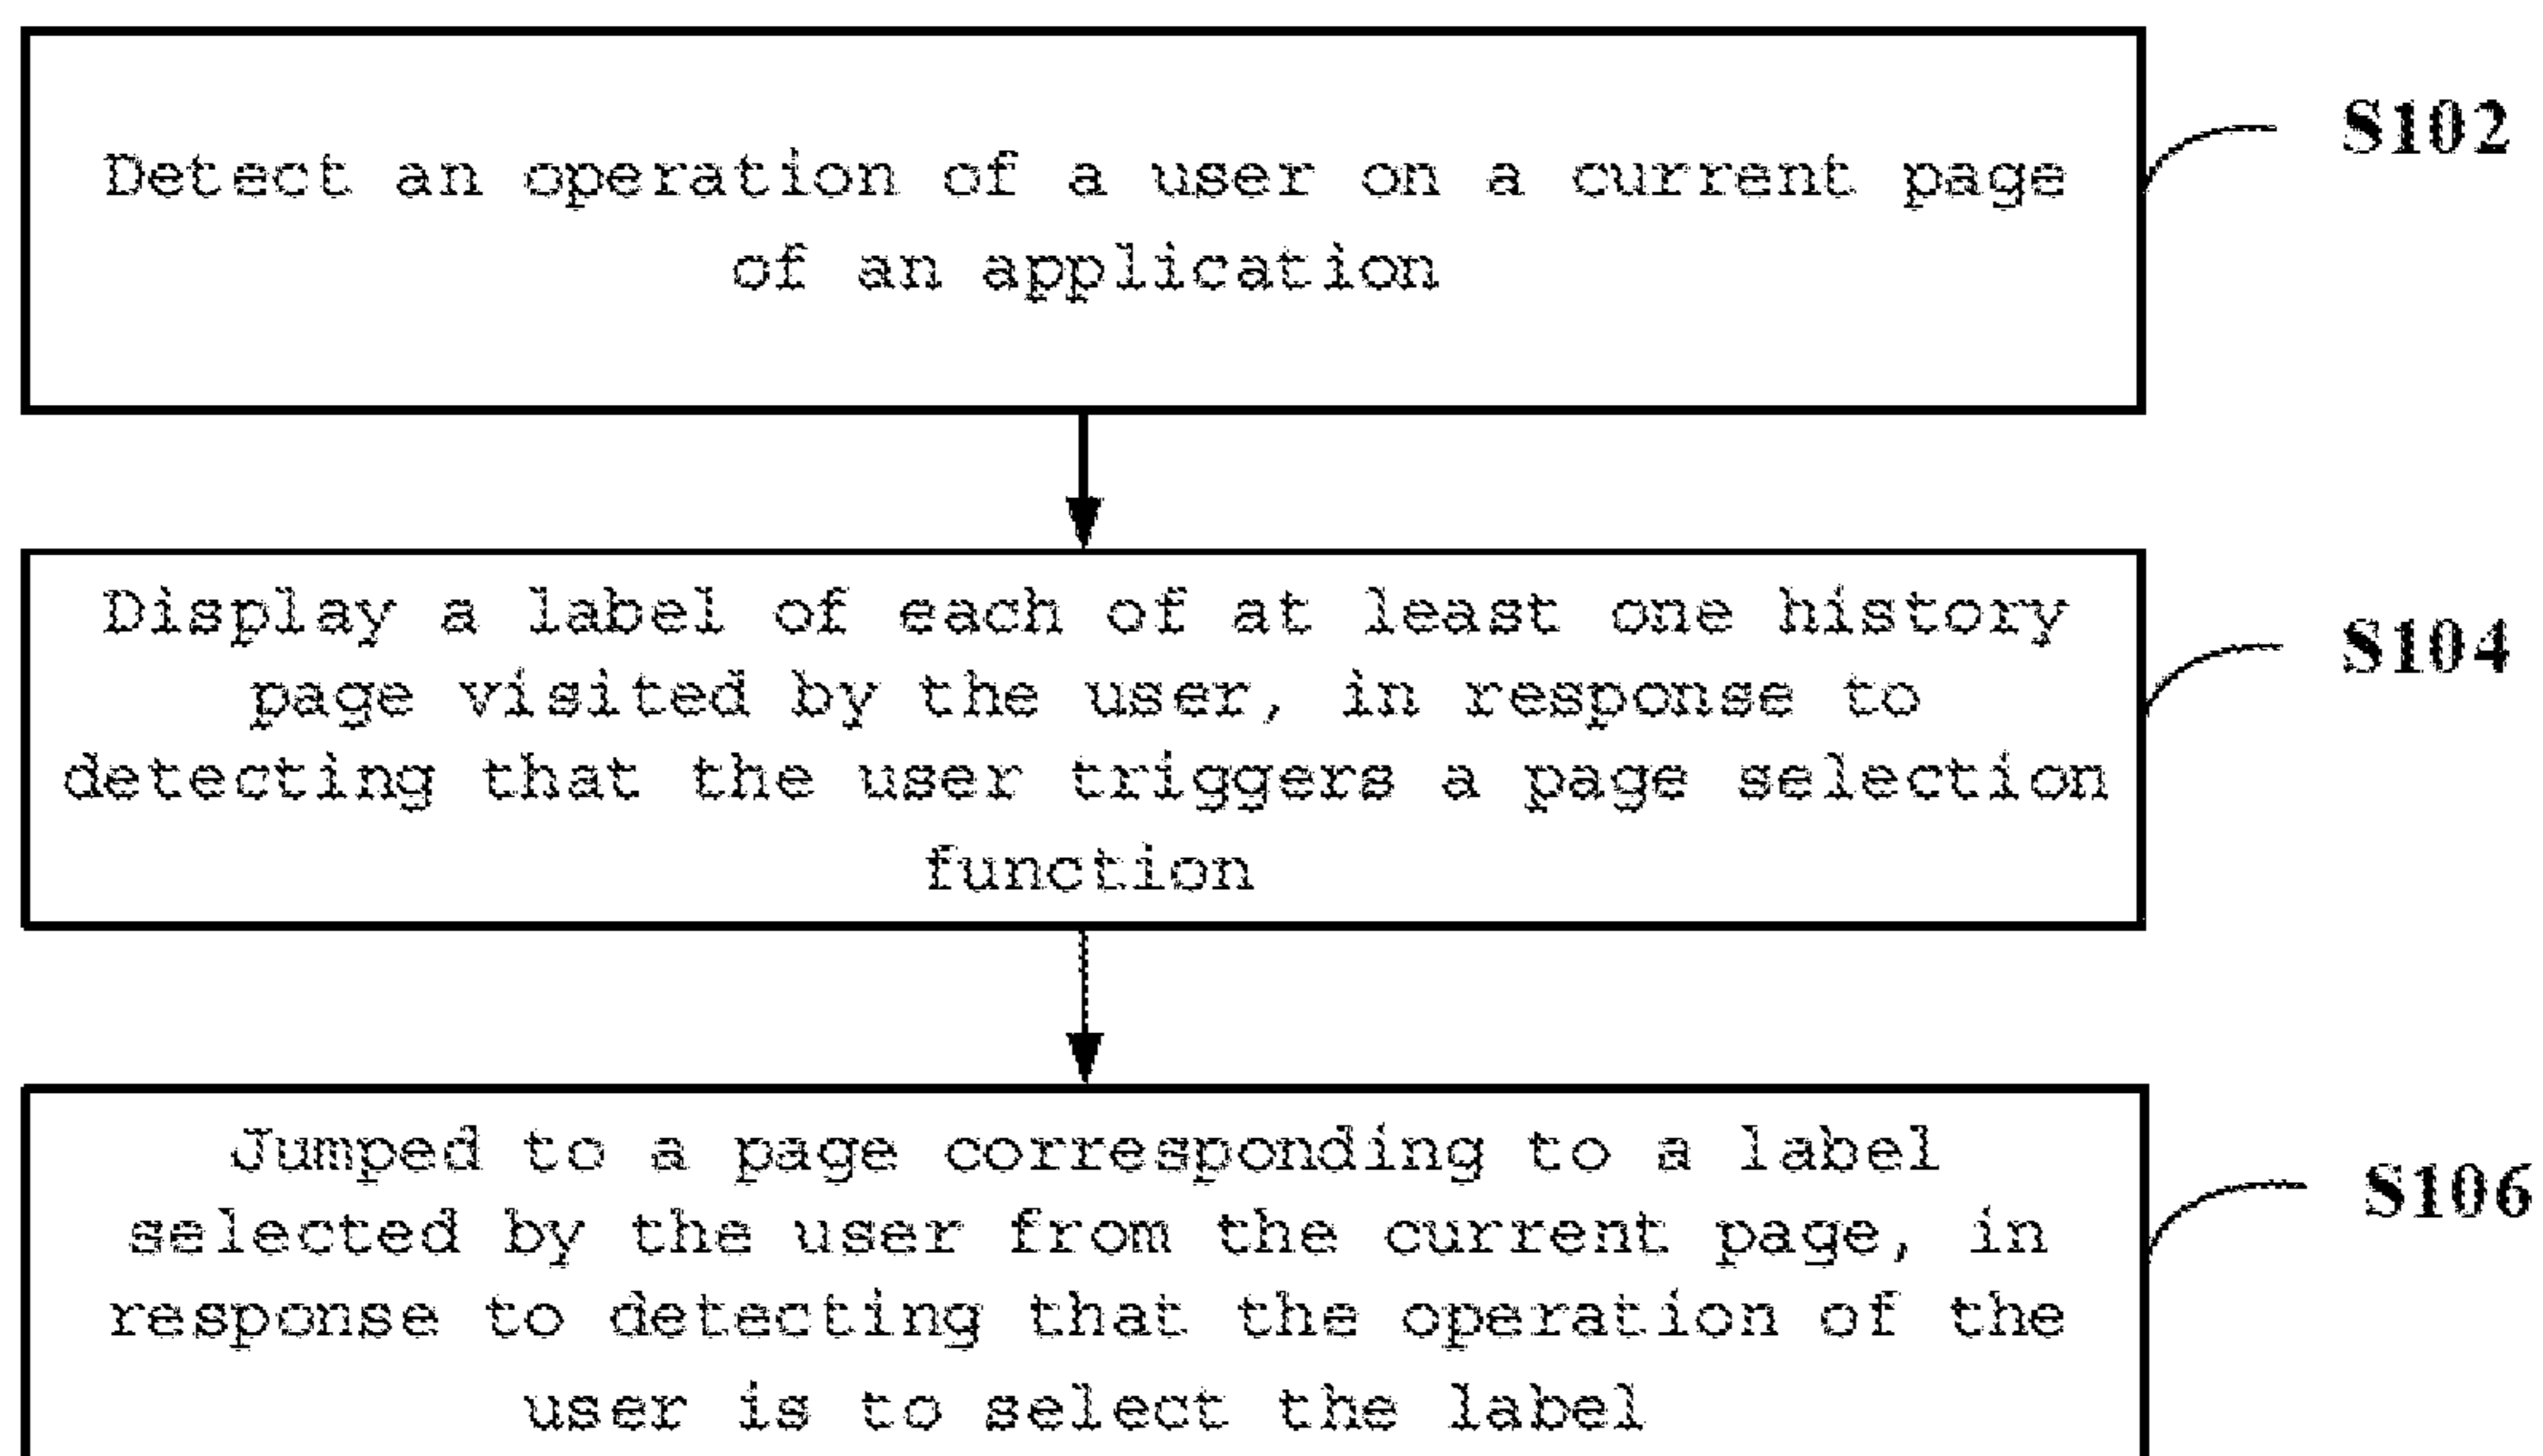 Detect an operation of a user on a current page
of an application
S102
Display a label of each of at least one history
page visited by the user, in response to
detecting that the user triggers a page selection
function
S104
Jumped to a page corresponding to a label
selected by the user from the current page, in
response to detecting that the operation of the
user is to select the label
S106